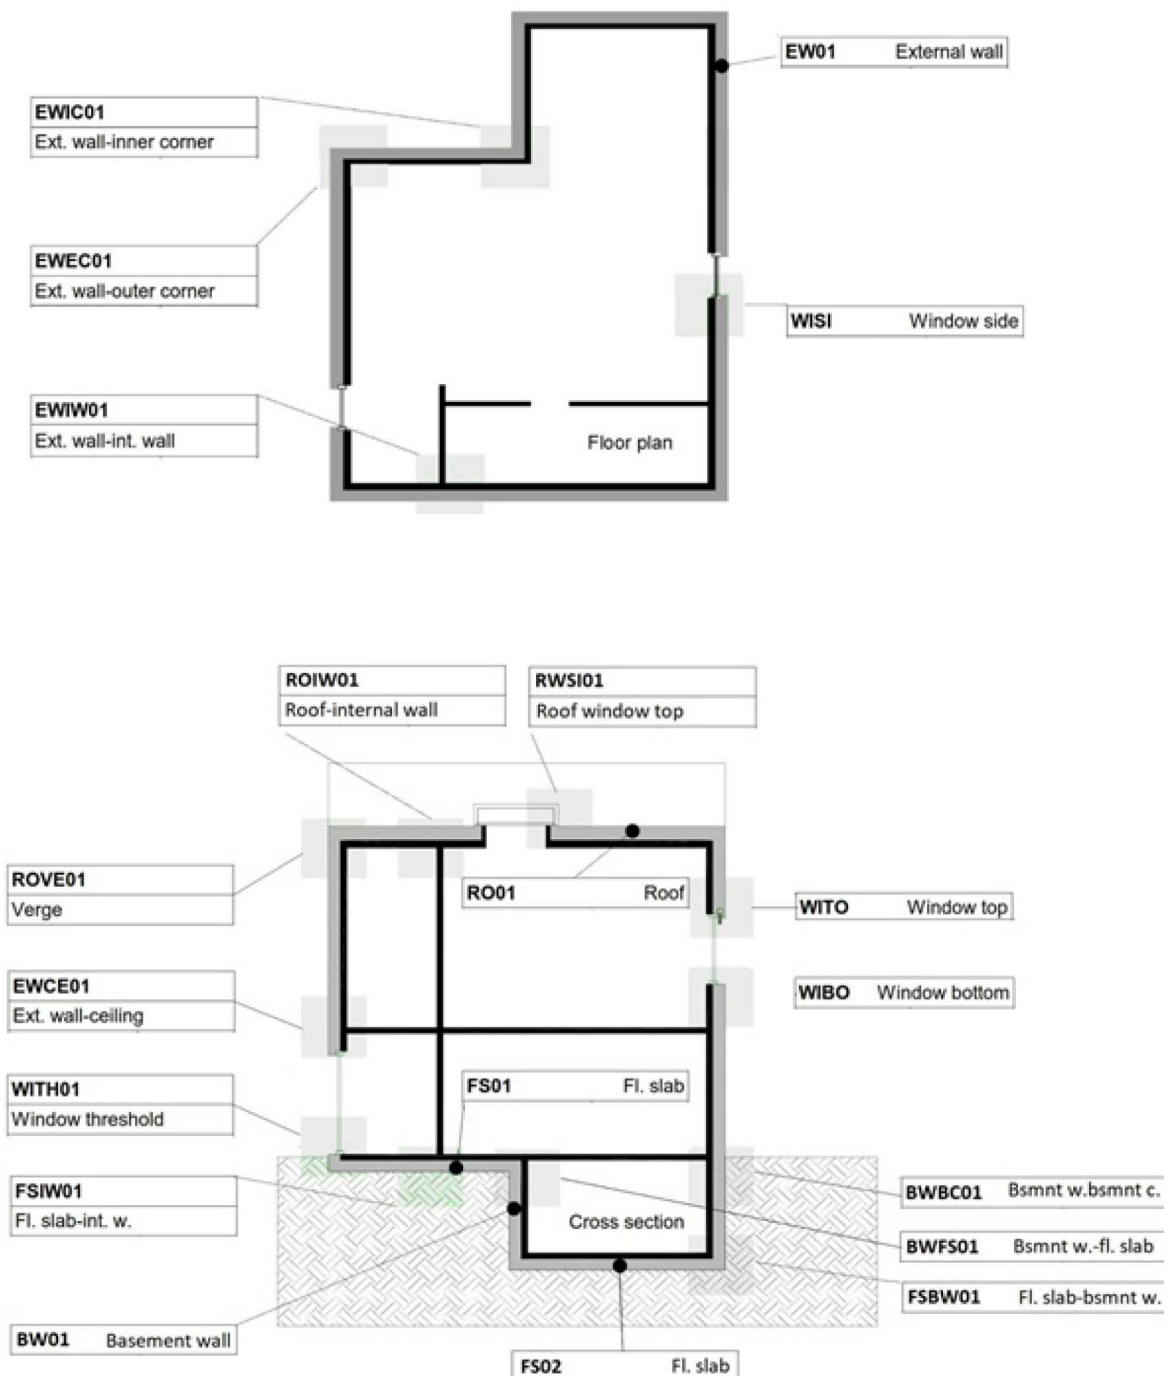 EW01 External wall
EWIC01
Ext. wall-inner corner
EWEC01
Ext. wall-outer corner
WISI Window side
EWIW01
Ext. wall-int. wall
Floor plan
ROIW01
Roof-internal wall
RWSI01
Roof window top
ROVE01
Verge
RO01 Roof
WITO Window top
EWCE01
Ext. wall-ceiling
WIBO Window bottom
WITH01
Window threshold
FS01 Fl. slab
FSIW01
Fl. slab-int. w.
Cross section
BWBC01 Bsmnt w.bsmnt c.
BWFS01 Bsmnt w.-fl. slab
FSBW01 Fl. slab-bsmnt w.
BW01 Basement wall
FS02 Fl. slab